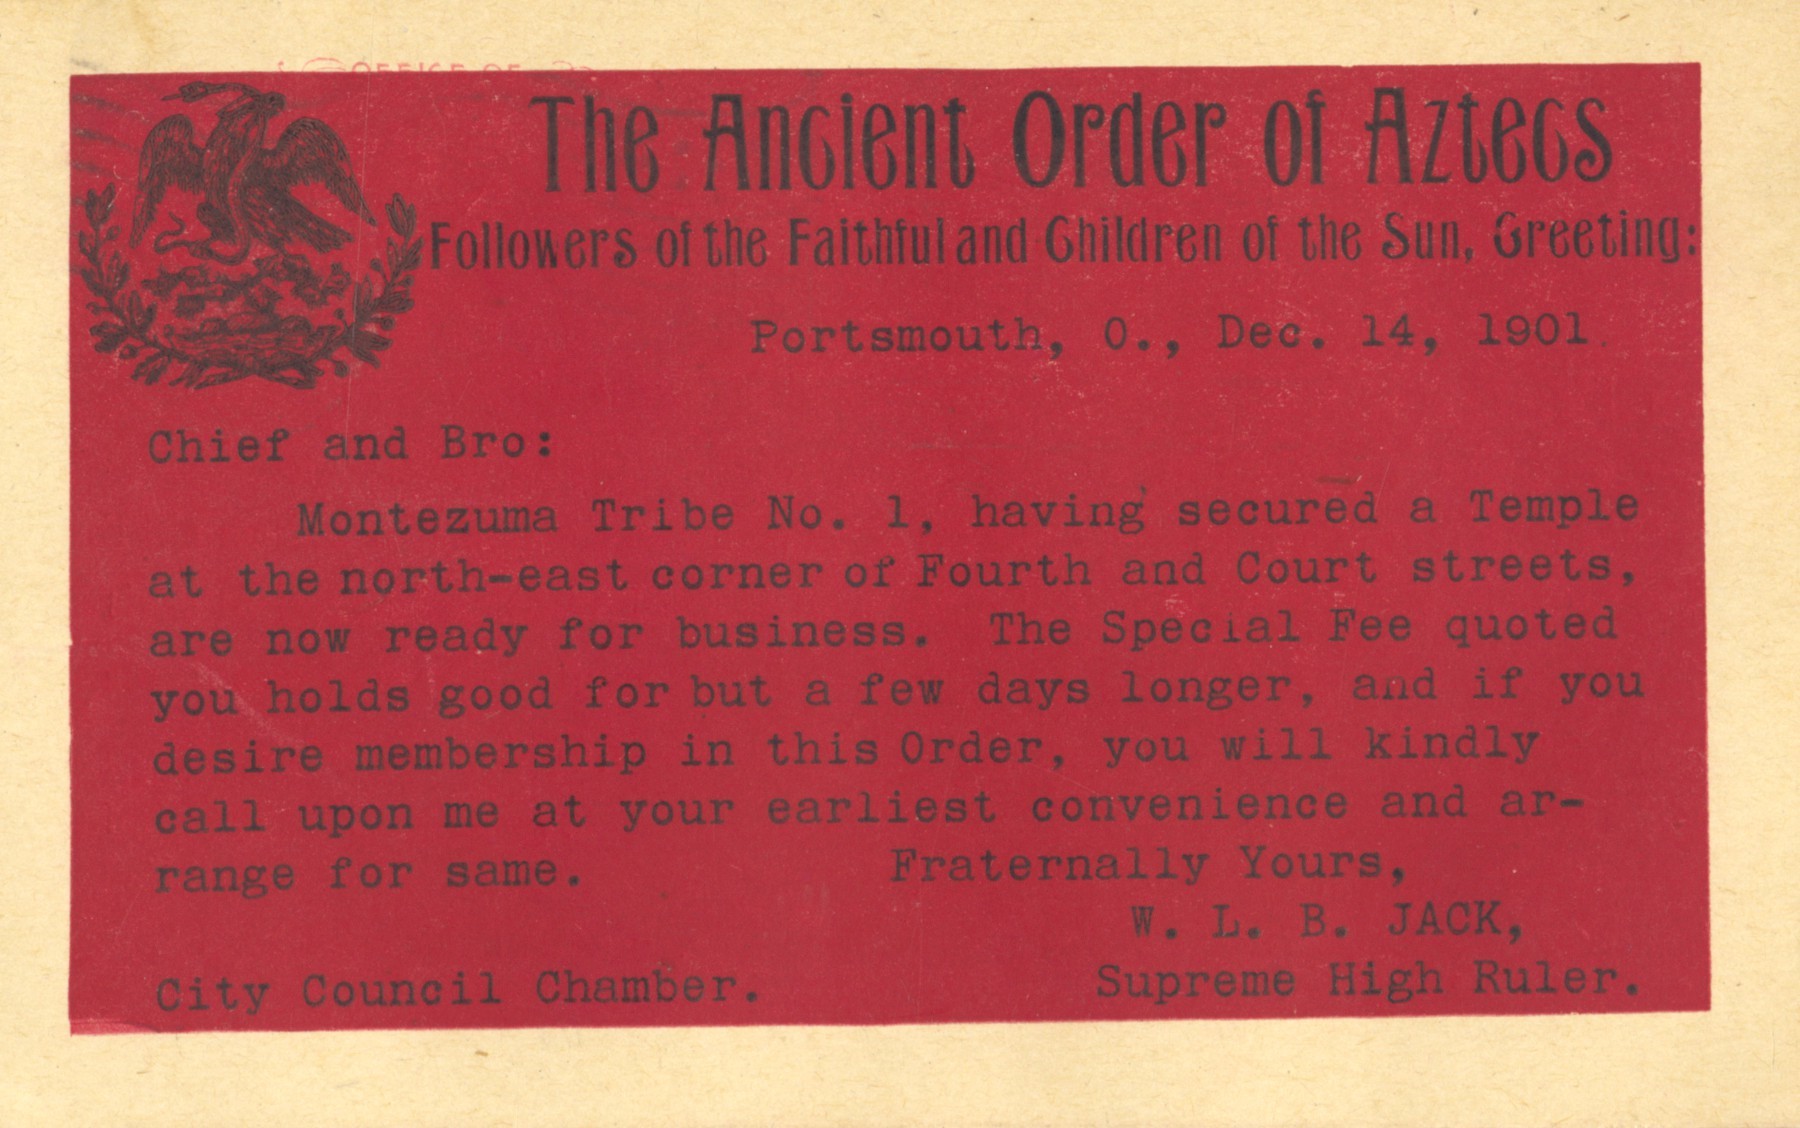 OFFICE OF
The Ancient Order of Aztecs
Followers of the Faithful and Children of the Sun, Greeting:
Portsmouth, O., Dec. 14, 1901.
Chief and Bro:
Montezuma Tribe No. 1, having secured a Temple
at the north-east corner of Fourth and Court streets,
are now ready for business. The Special Fee quoted
you holds good for but a few days longer, and if you
desire membership in this Order, you will kindly
call upon me at your earliest convenience and ar-
range for same. Fraternally Yours,
W. L. B. JACK,
City Council Chamber. Supreme High Ruler.